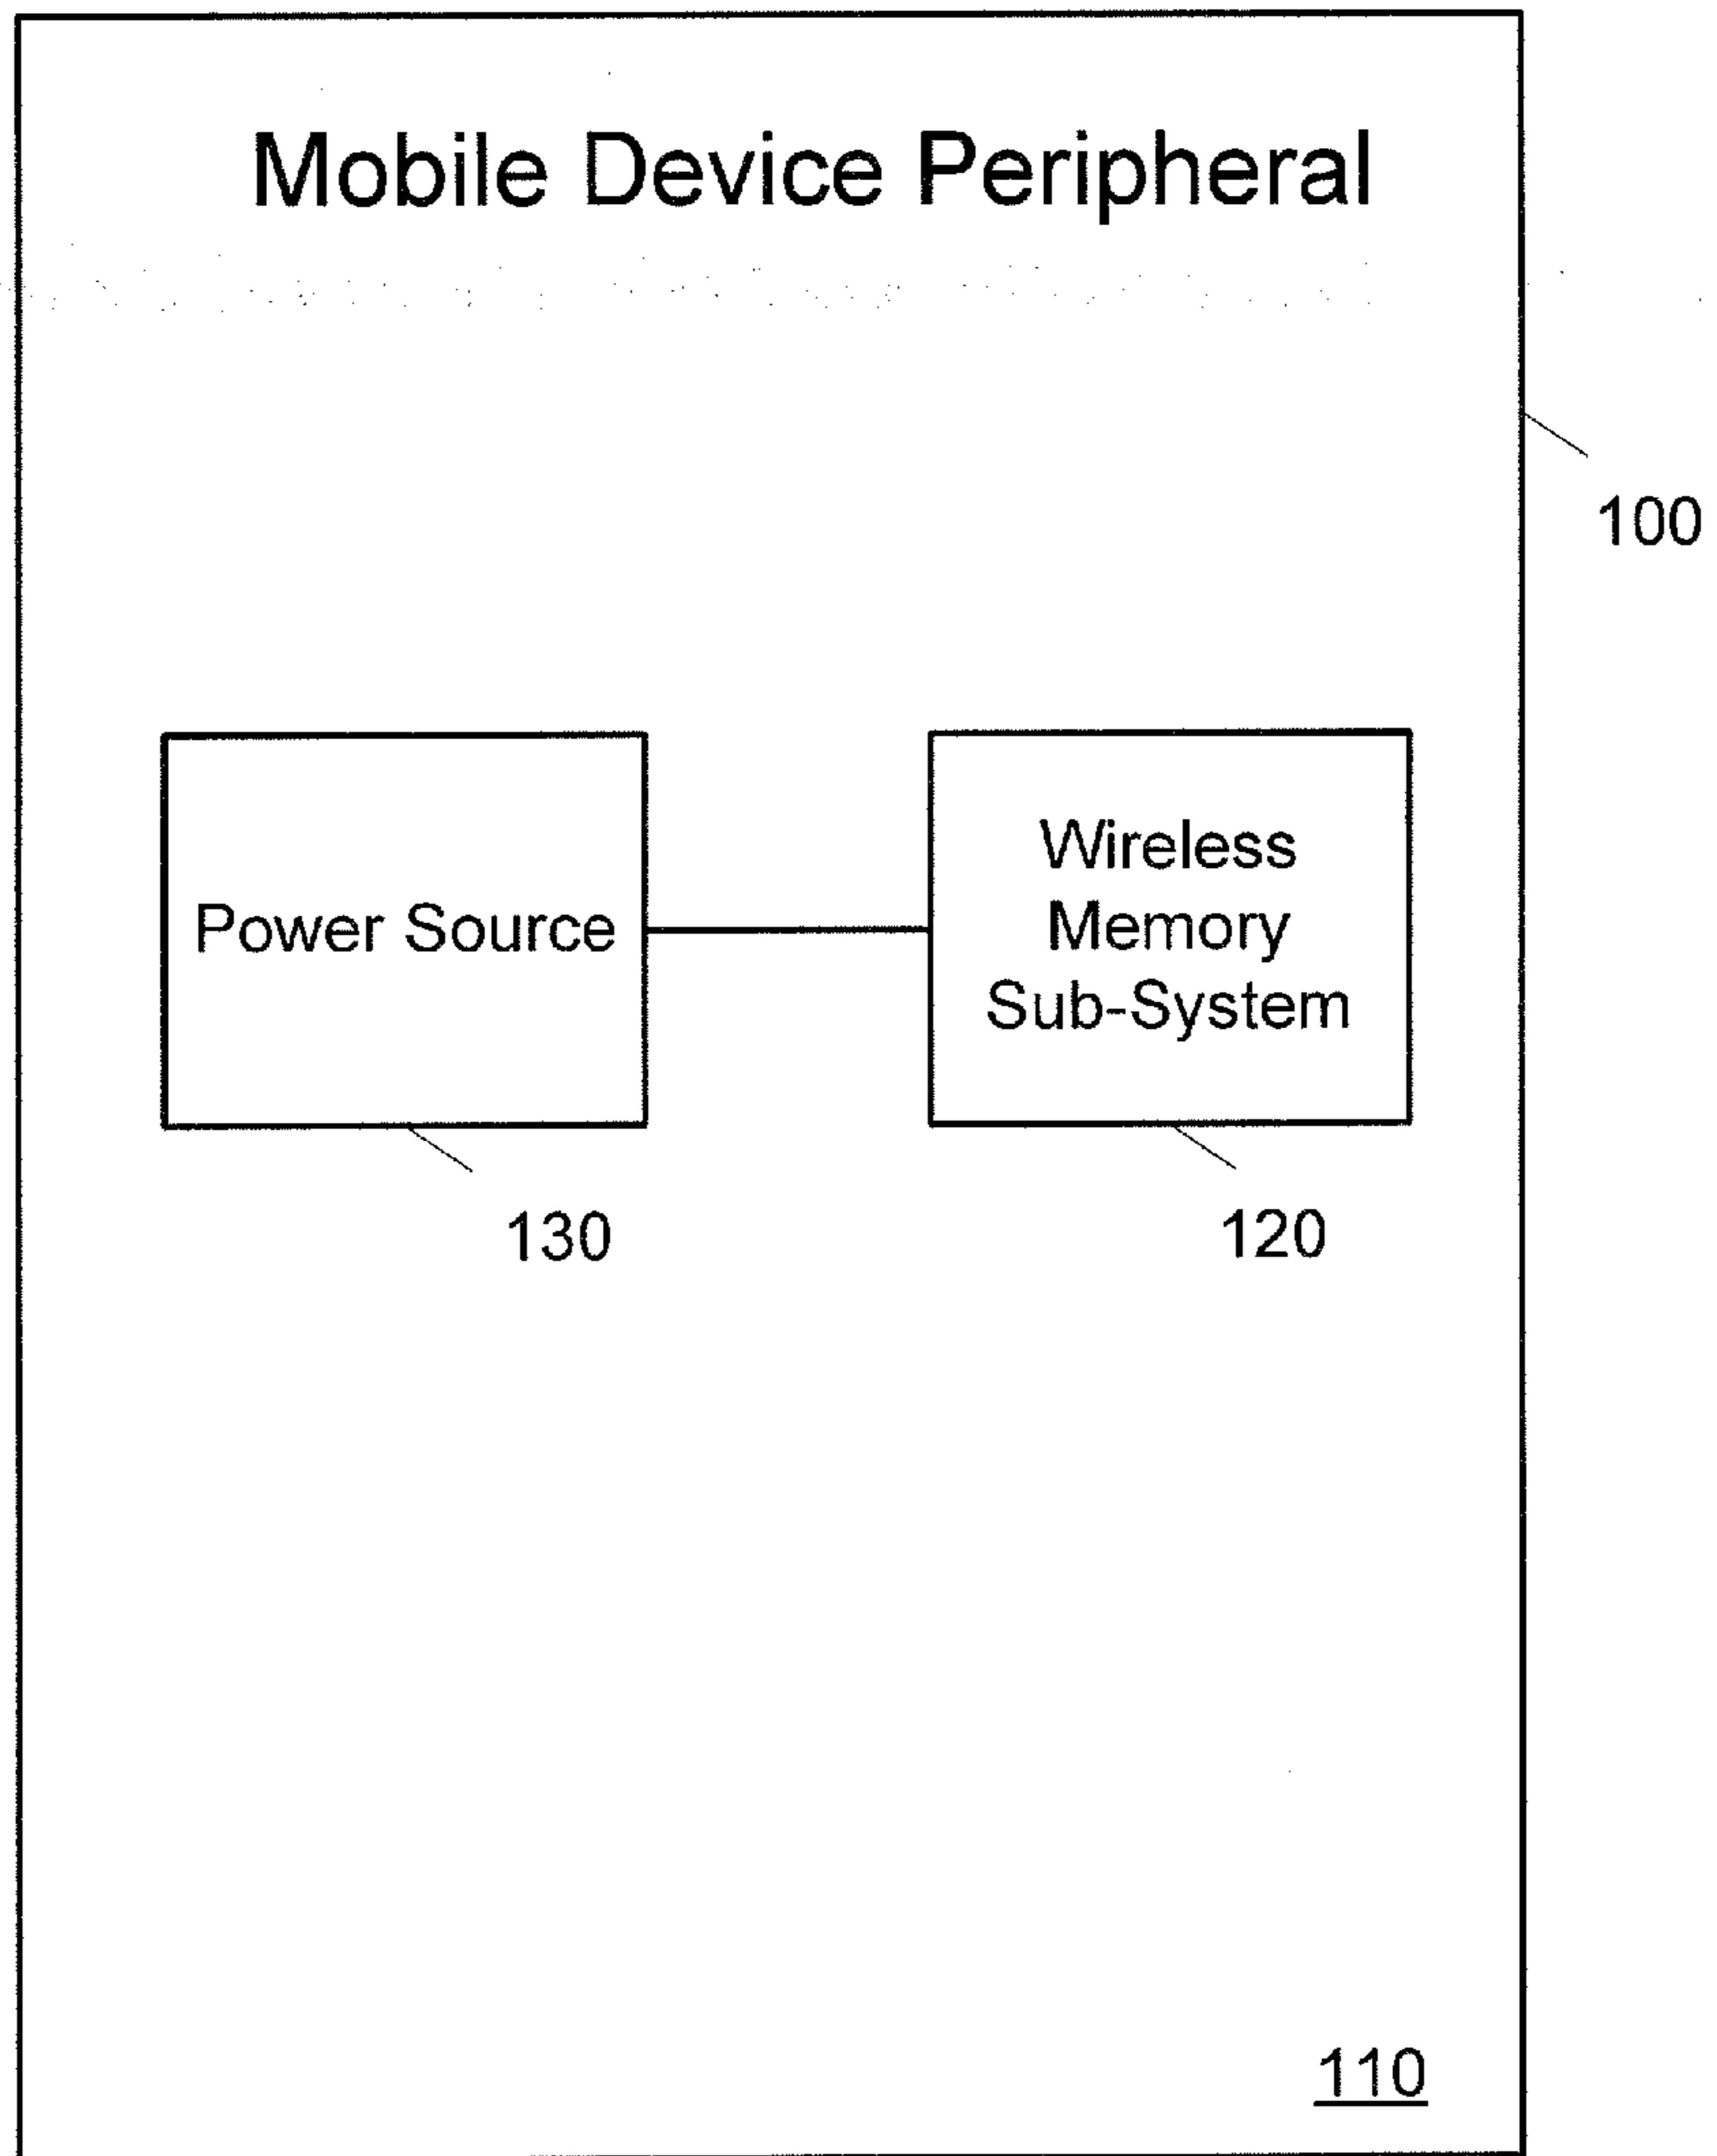 Mobile Device Peripheral
100
Power Source
Wireless
Memory
Sub-System
130
120
110